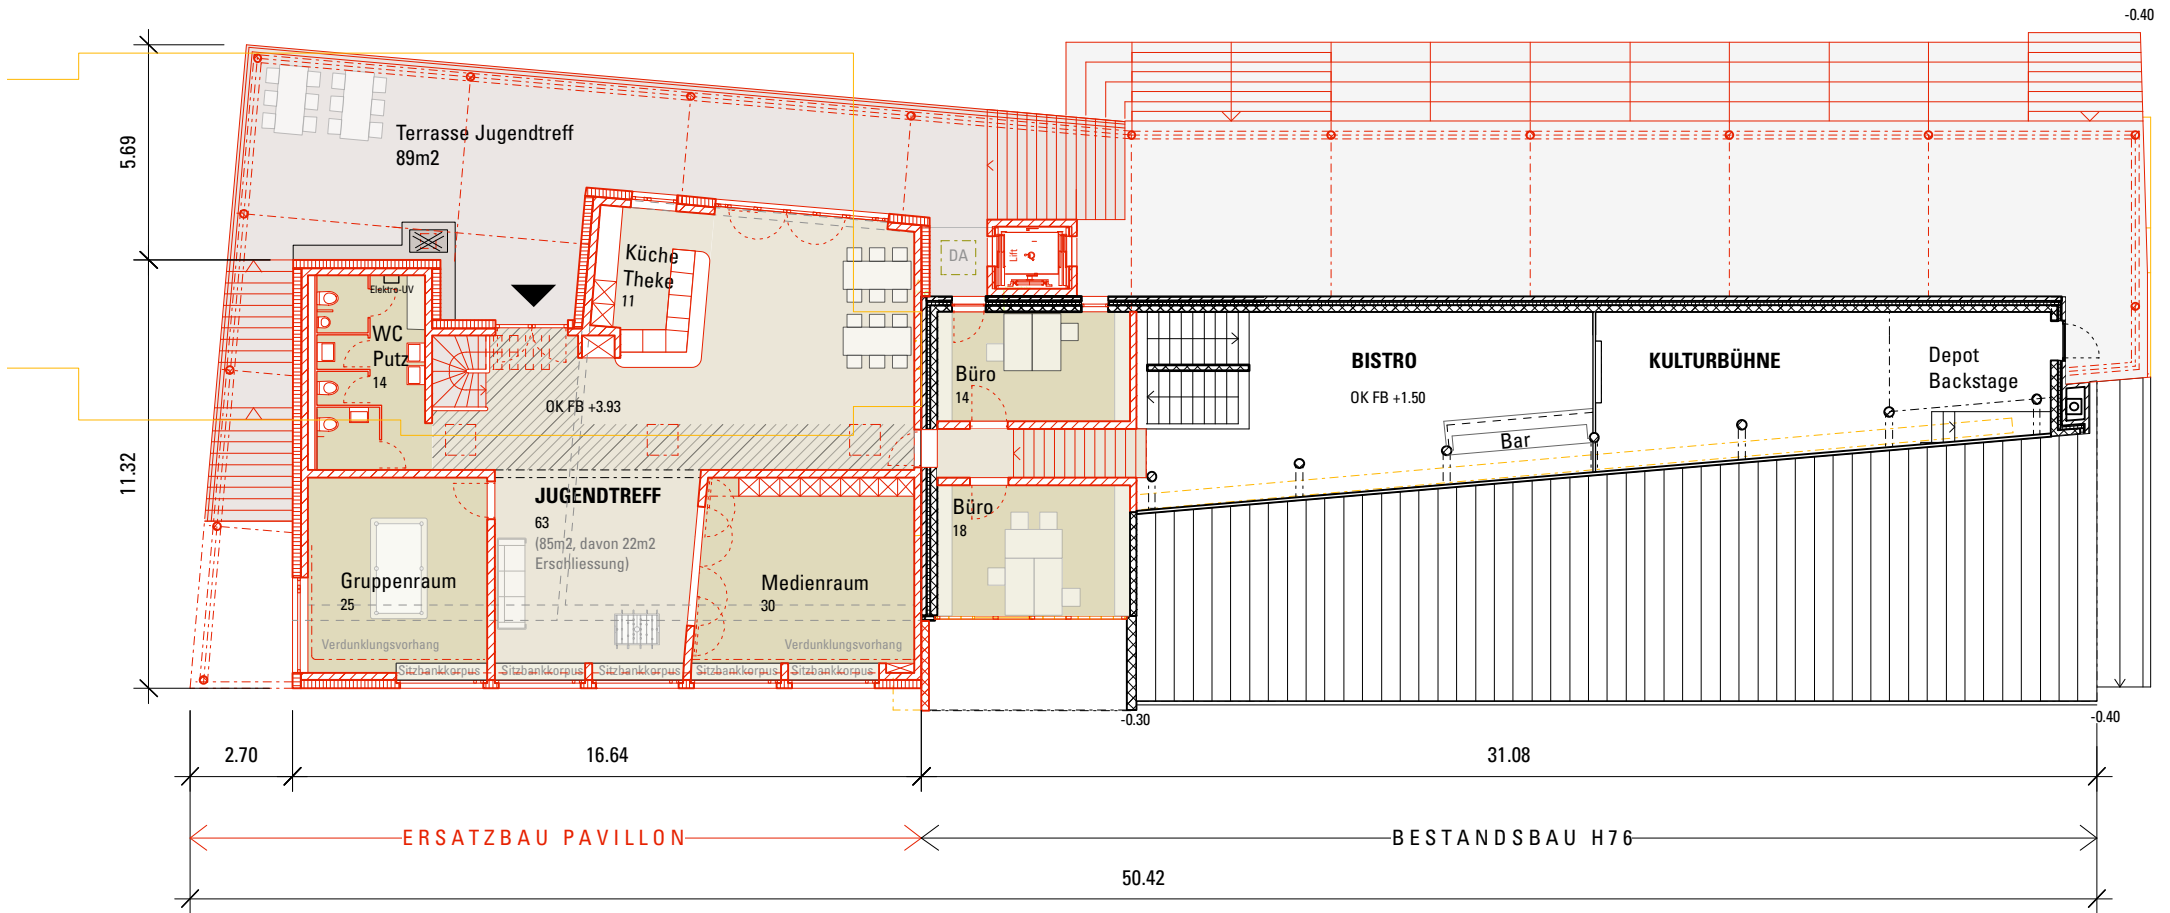 -0.40
5.69
Terrasse Jugendtreff
89m2
Küche
Theke
11
DA
Lift
Elektro-UV
WC
Putz
14
OK FB +3.93
Büro
14
BISTRO
OK FB +1.50
KULTURBÜHNE
Depot
Backstage
Bar
11.32
JUGENDTREFF
63
(85m2, davon 22m2
Erschliessung)
Gruppenraum
25
Medienraum
30
Büro
18
Verdunklungsvorhang
Verdunklungsvorhang
Sitzbankkorpus
Sitzbankkorpus
Sitzbankkorpus
Sitzbankkorpus
Sitzbankkorpus
-0.30
-0.40
2.70
16.64
31.08
ERSATZBAU PAVILLON
BESTANDSBAU H76
50.42